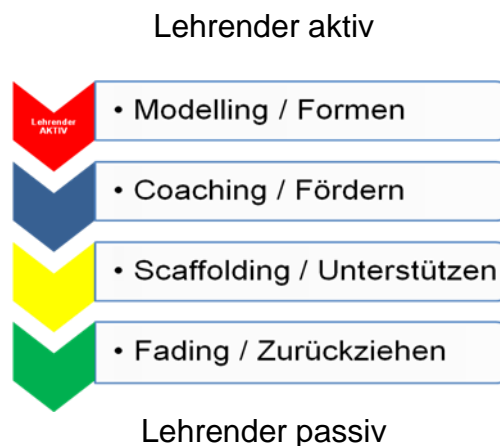 Lehrender aktiv
Lehrender
AKTIV
• Modelling / Formen
• Coaching / Fördern
• Scaffolding / Unterstützen
• Fading / Zurückziehen
Lehrender passiv